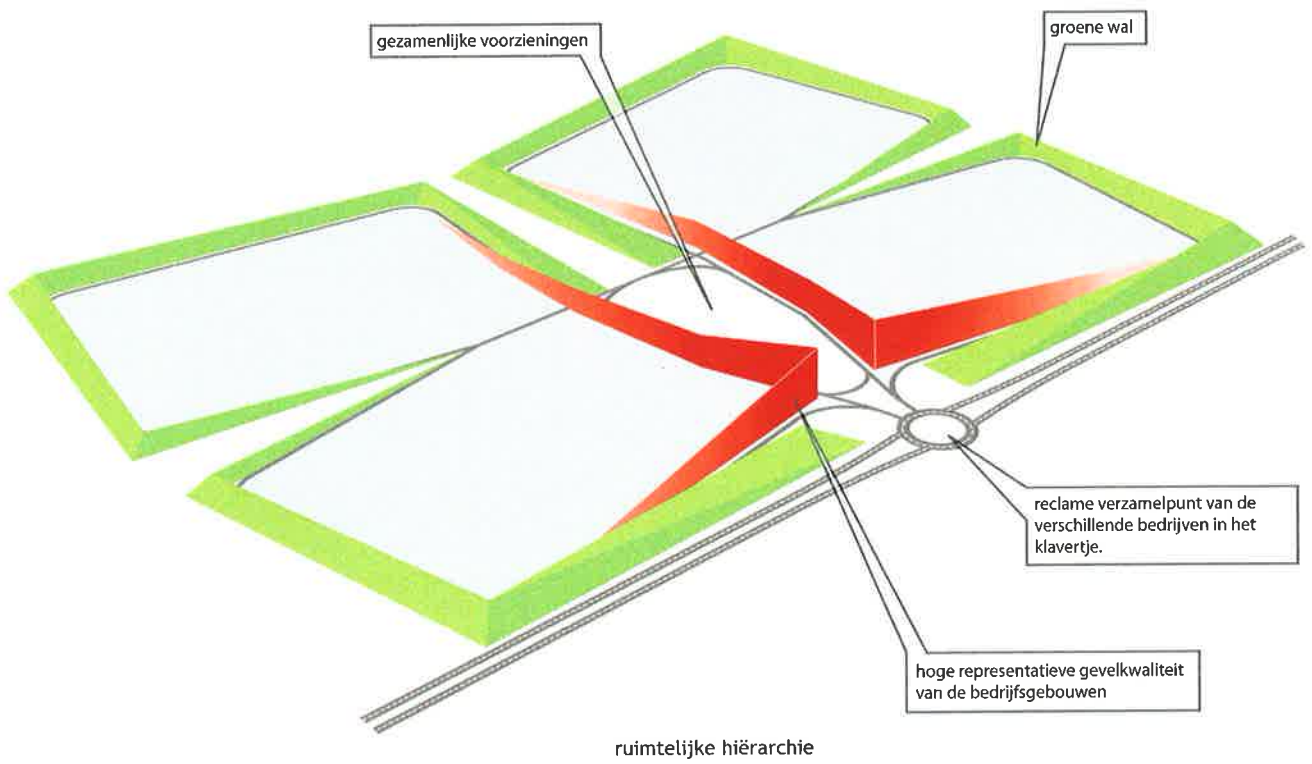 gezamenlijke voorzieningen
groene wal
reclame verzamelpunt van de
verschillende bedrijven in het
klavertje.
hoge representatieve gevelkwaliteit
van de bedrijfsgebouwen
ruimtelijke hiërarchie